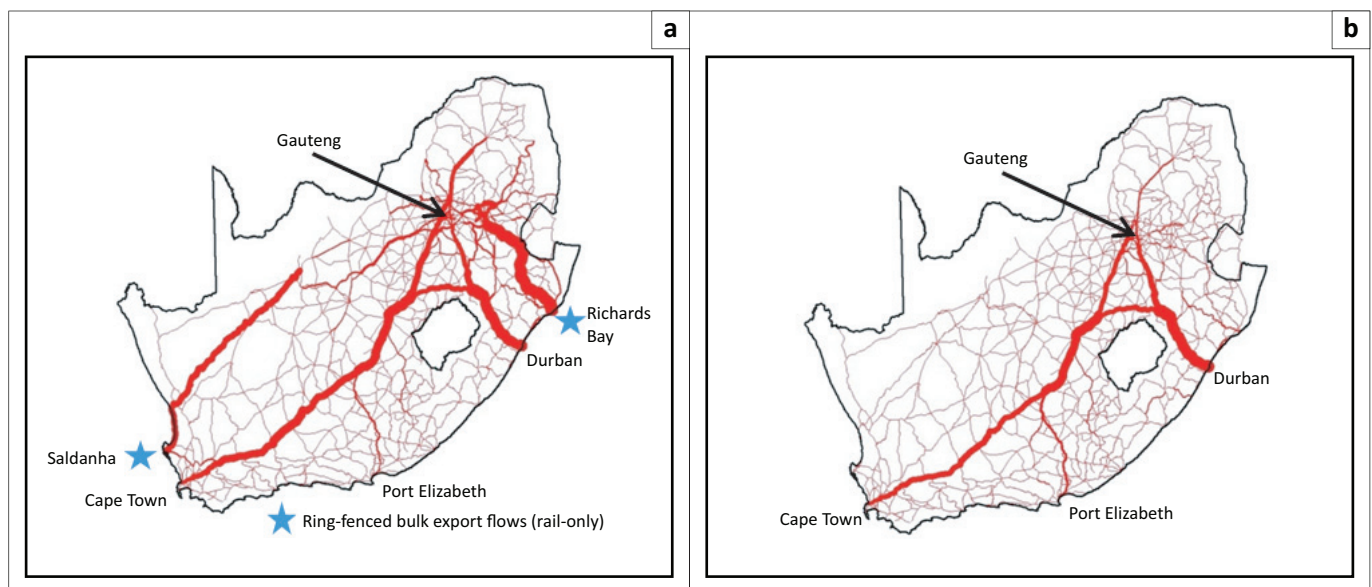 a
Gauteng
Richards
Bay
Durban
Saldanha
Cape Town
Port Elizabeth
Ring-fenced bulk export flows (rail-only)
b
Gauteng
Durban
Cape Town
Port Elizabeth